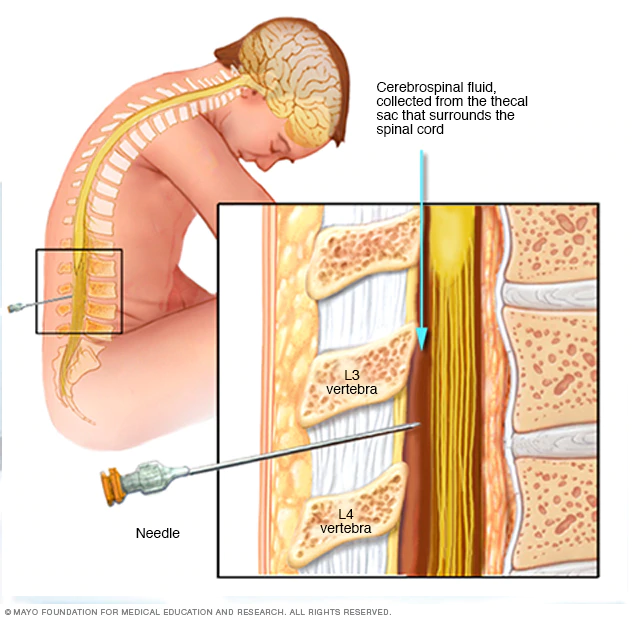 Cerebrospinal fluid,
collected from the thecal
sac that surrounds the
spinal cord
L3
vertebra
L4
vertebra
Needle
© MAYO FOUNDATION FOR MEDICAL EDUCATION AND RESEARCH. ALL RIGHTS RESERVED.